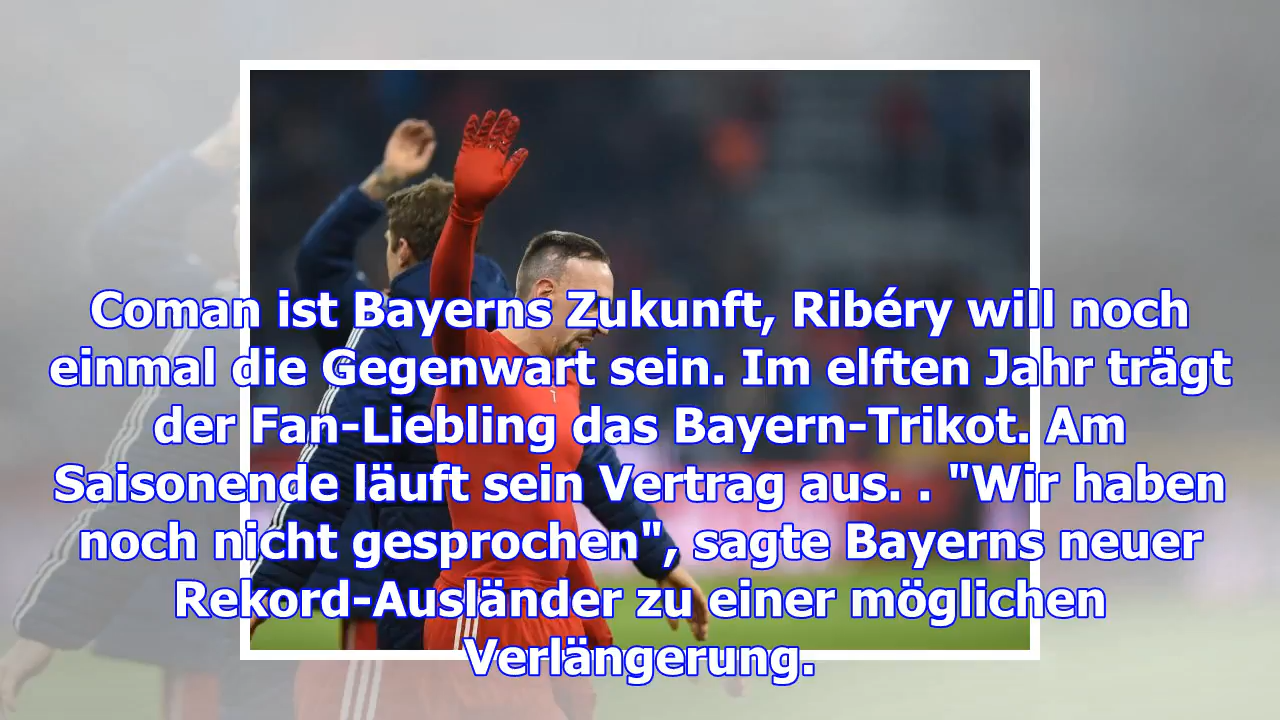 Coman ist Bayerns Zukunft, Ribéry will noch
einmal die Gegenwart sein. Im elften Jahr trägt
der Fan-Liebling das Bayern-Trikot. Am
Saisonende läuft sein Vertrag aus. . "Wir haben
noch nicht gesprochen", sagte Bayerns neuer
Rekord-Ausländer zu einer möglichen
Verlängerung.